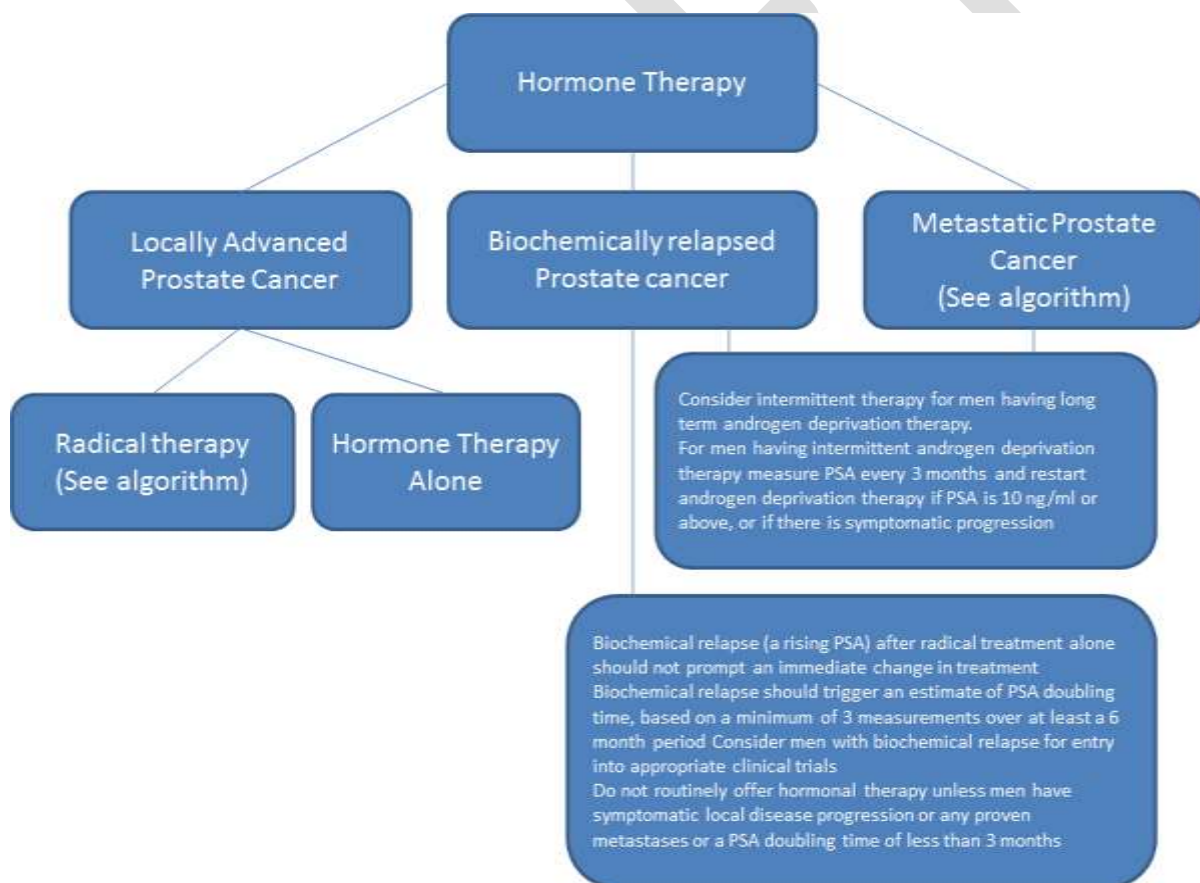 Hormone Therapy
Locally Advanced
Prostate Cancer
Biochemically relapsed
Prostate cancer
Metastatic Prostate
Cancer
(See algorithm)
Radical therapy
(See algorithm)
Hormone Therapy
Alone
Consider intermittent therapy for men having long
term androgen deprivation therapy.
For men having intermittent androgen deprivation
therapy measure PSA every 3 months and restart
androgen deprivation therapy if PSA is 10 ng/ml or
above, or if there is symptomatic progression
Biochemical relapse (a rising PSA) after radical treatment alone
should not prompt an immediate change in treatment
Biochemical relapse should trigger an estimate of PSA doubling
time, based on a minimum of 3 measurements over at least a 6
month period Consider men with biochemical relapse for entry
into appropriate clinical trials
Do not routinely offer hormonal therapy unless men have
symptomatic local disease progression or any proven
metastases or a PSA doubling time of less than 3 months